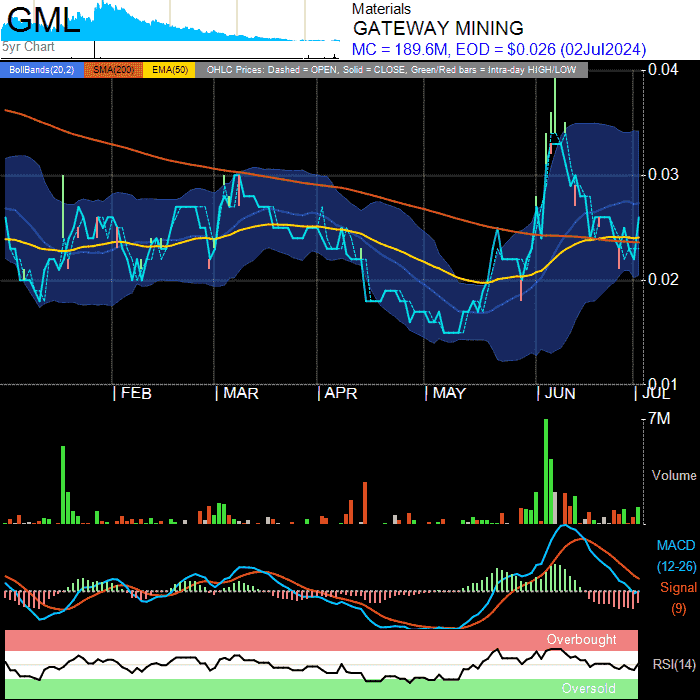 GML
5yr Chart
Materials
GATEWAY MINING
MC = 189.6M, EOD = $0.026 (02Jul2024)
BollBands(20,2) SMA(200) EMA(50) OHLC Prices: Dashed = OPEN, Solid = CLOSE, Green/Red bars = Intra-day HIGH/LOW
0.04
0.03
0.02
0.01
FEB MAR APR MAY JUN JUL
7M
Volume
MACD
(12-26)
Signal
(9)
Overbought
RSI(14)
Oversold